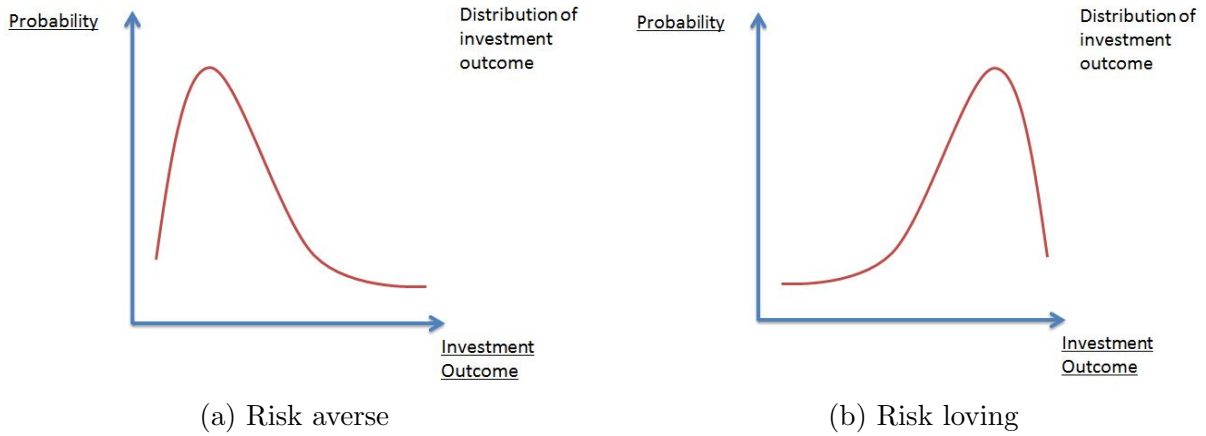 Probability
Distribution of
investment
outcome
Investment
Outcome
(a) Risk averse
Probability
Distribution of
investment
outcome
Investment
Outcome
(b) Risk loving